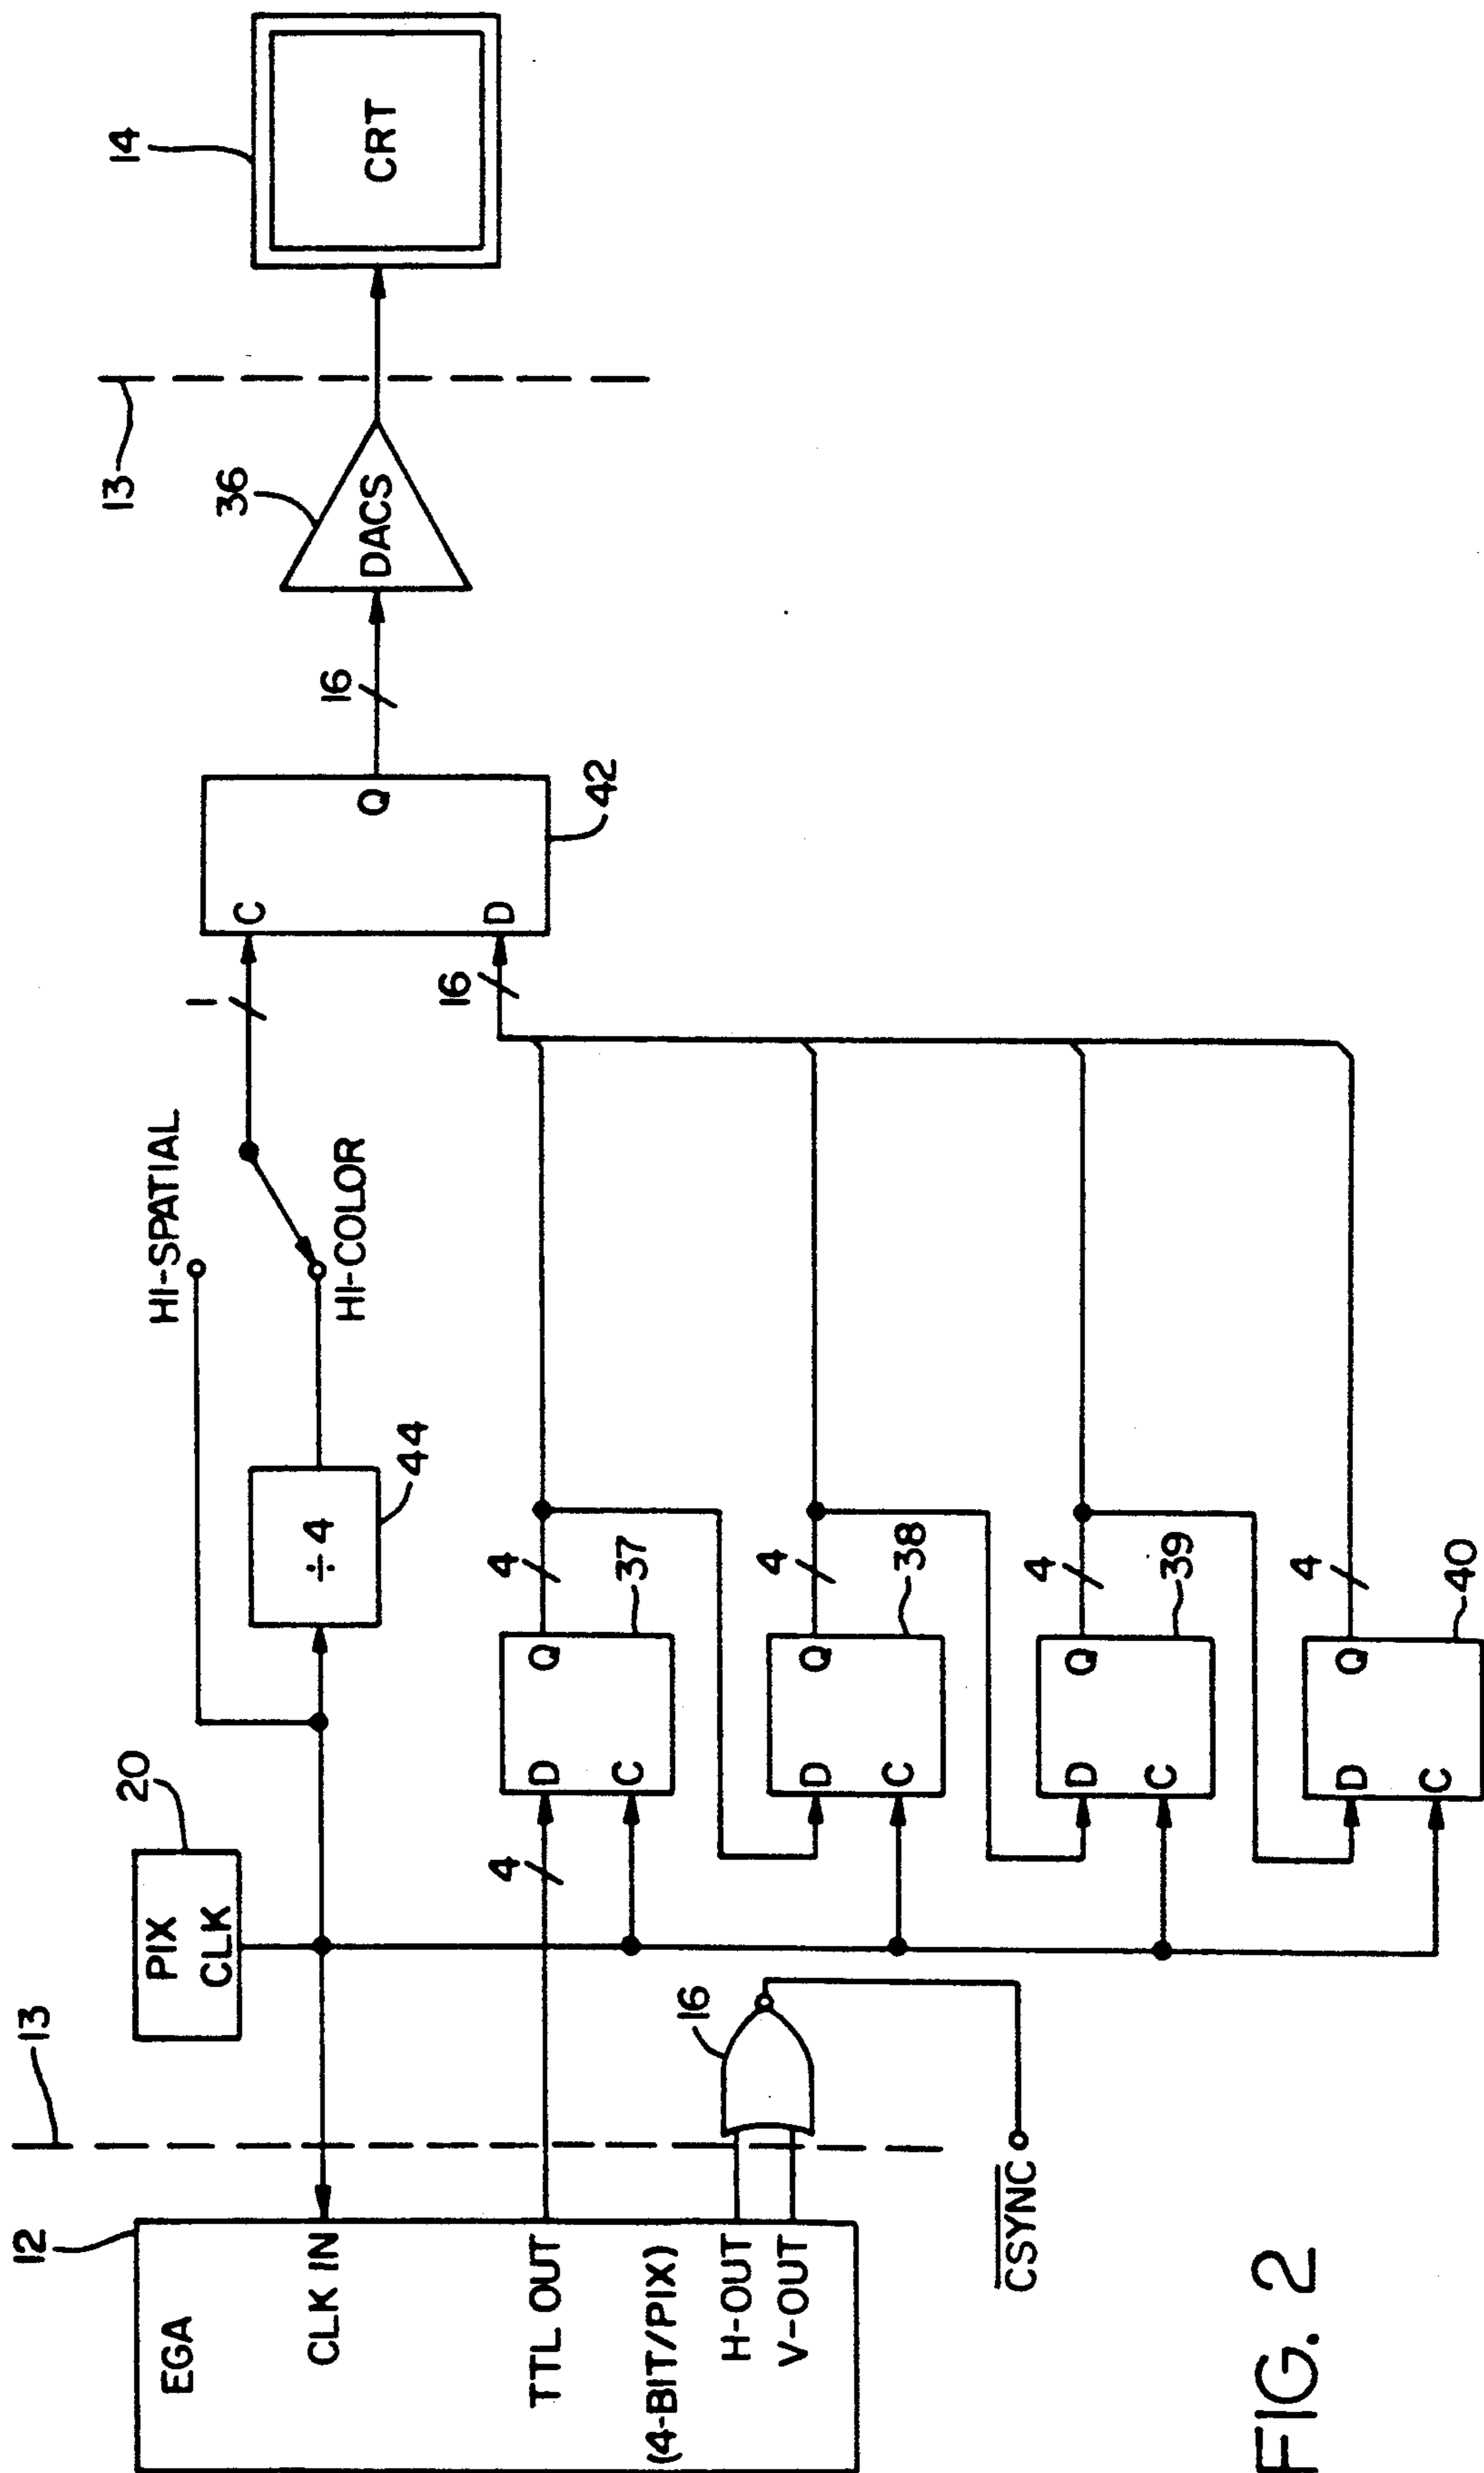 12
13
20
EGA
CLK IN
TTL OUT
(4-BIT/PIX)
H-OUT
V-OUT
PIX
CLK
÷4
44
HI-SPATIAL
HI-COLOR
1
C
Q
D
42
16
16
DACS
36
13
14
CRT
4
D
C
Q
4
37
D
C
Q
4
38
D
C
Q
4
39
D
C
Q
4
40
16
CSYNC
FIG. 2